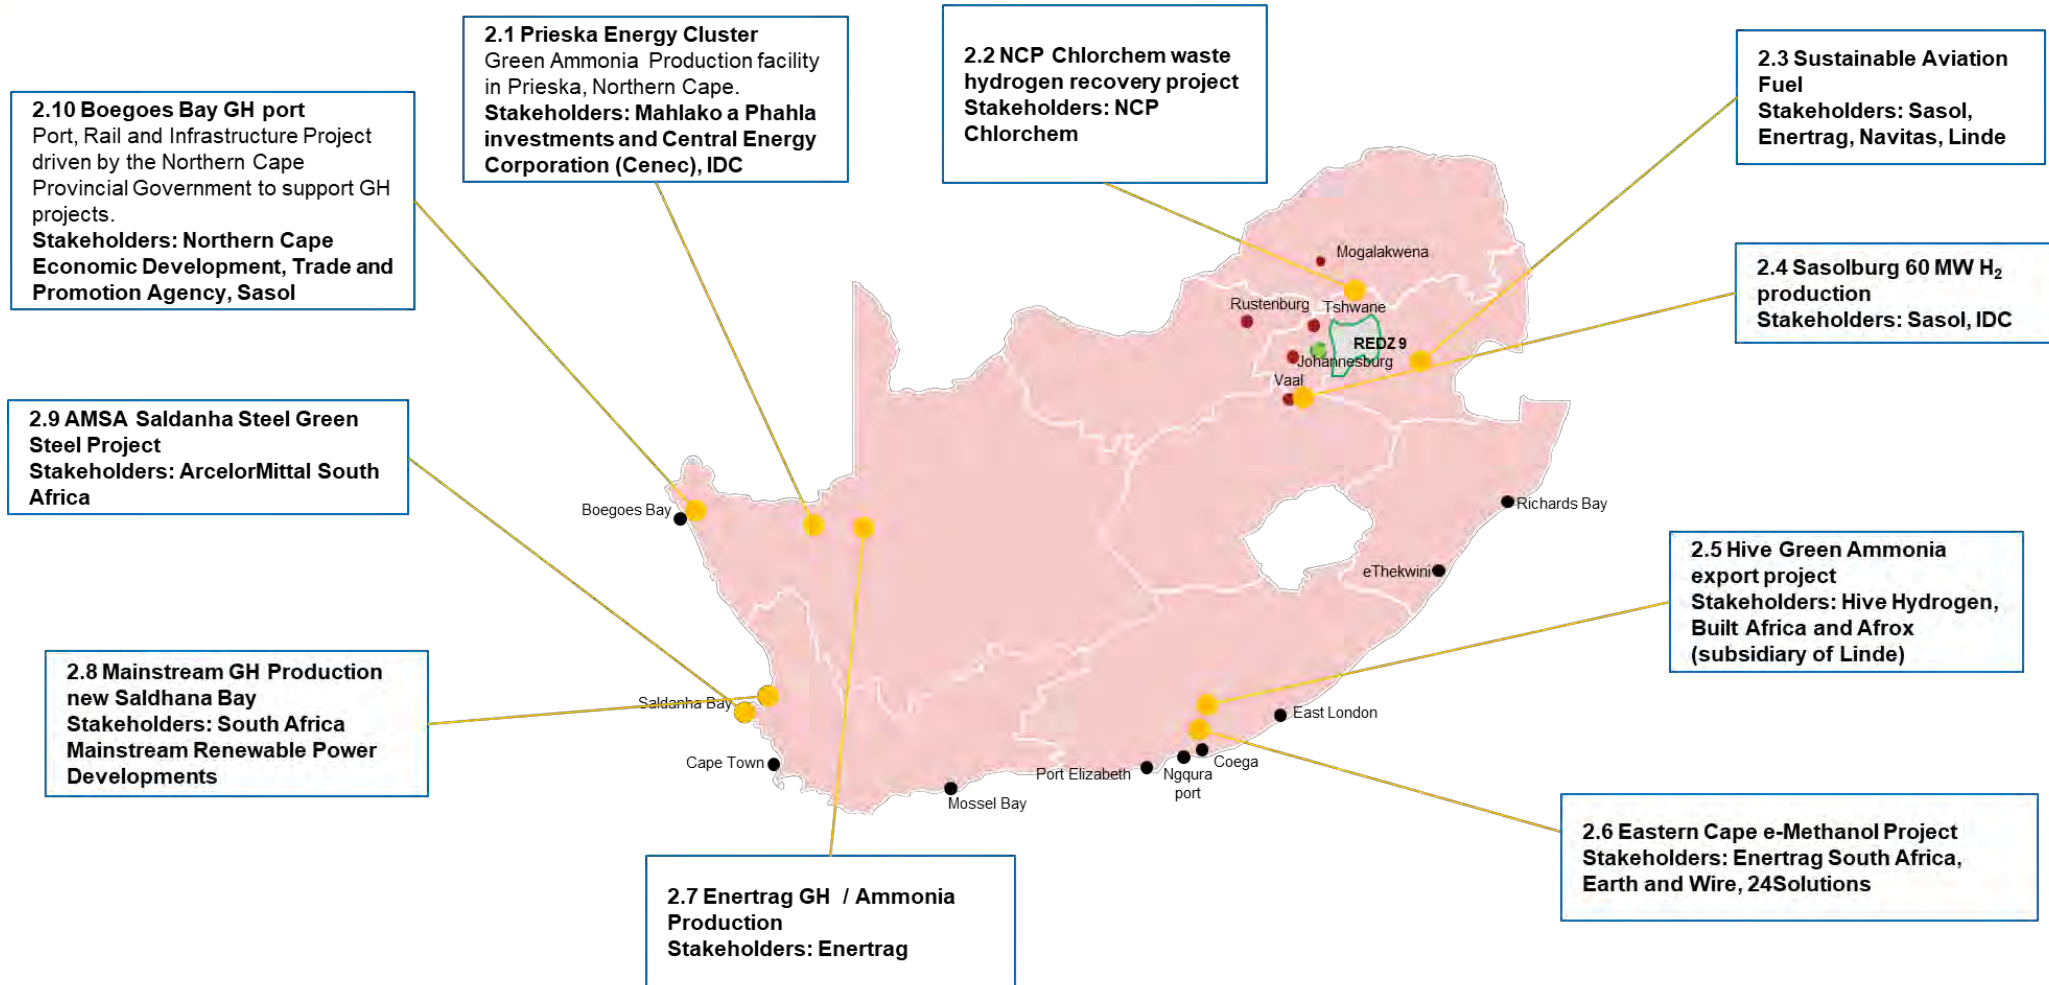 2.1 Prieska Energy Cluster
Green Ammonia Production facility
in Prieska, Northern Cape.
Stakeholders: Mahlako a Phahla
investments and Central Energy
Corporation (Cenec), IDC
2.2 NCP Chlorchem waste
hydrogen recovery project
Stakeholders: NCP
Chlorchem
2.3 Sustainable Aviation
Fuel
Stakeholders: Sasol,
Enertrag, Navitas, Linde
2.10 Boegoes Bay GH port
Port, Rail and Infrastructure Project
driven by the Northern Cape
Provincial Government to support GH
projects.
Stakeholders: Northern Cape
Economic Development, Trade and
Promotion Agency, Sasol
2.4 Sasolburg 60 MW H₂
production
Stakeholders: Sasol, IDC
2.9 AMSA Saldanha Steel Green
Steel Project
Stakeholders: ArcelorMittal South
Africa
Mogalakwena
Rustenburg
Tshwane
REDZ 9
Johannesburg
Vaal
Boegoes Bay
Richards Bay
eThekwini
2.5 Hive Green Ammonia
export project
Stakeholders: Hive Hydrogen,
Built Africa and Afrox
(subsidiary of Linde)
2.8 Mainstream GH Production
new Saldhana Bay
Stakeholders: South Africa
Mainstream Renewable Power
Developments
Saldanha Bay
East London
Cape Town
Coega
Port Elizabeth
Ngqura
port
Mossel Bay
2.6 Eastern Cape e-Methanol Project
Stakeholders: Enertrag South Africa,
Earth and Wire, 24Solutions
2.7 Enertrag GH / Ammonia
Production
Stakeholders: Enertrag